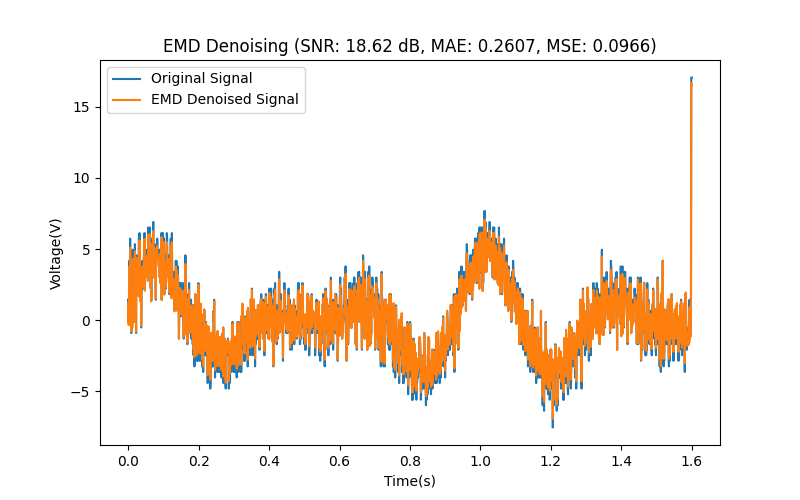 EMD Denoising (SNR: 18.62 dB, MAE: 0.2607, MSE: 0.0966)
Original Signal
EMD Denoised Signal
15
10
5
0
−5
Voltage(V)
0.0 0.2 0.4 0.6 0.8 1.0 1.2 1.4 1.6
Time(s)